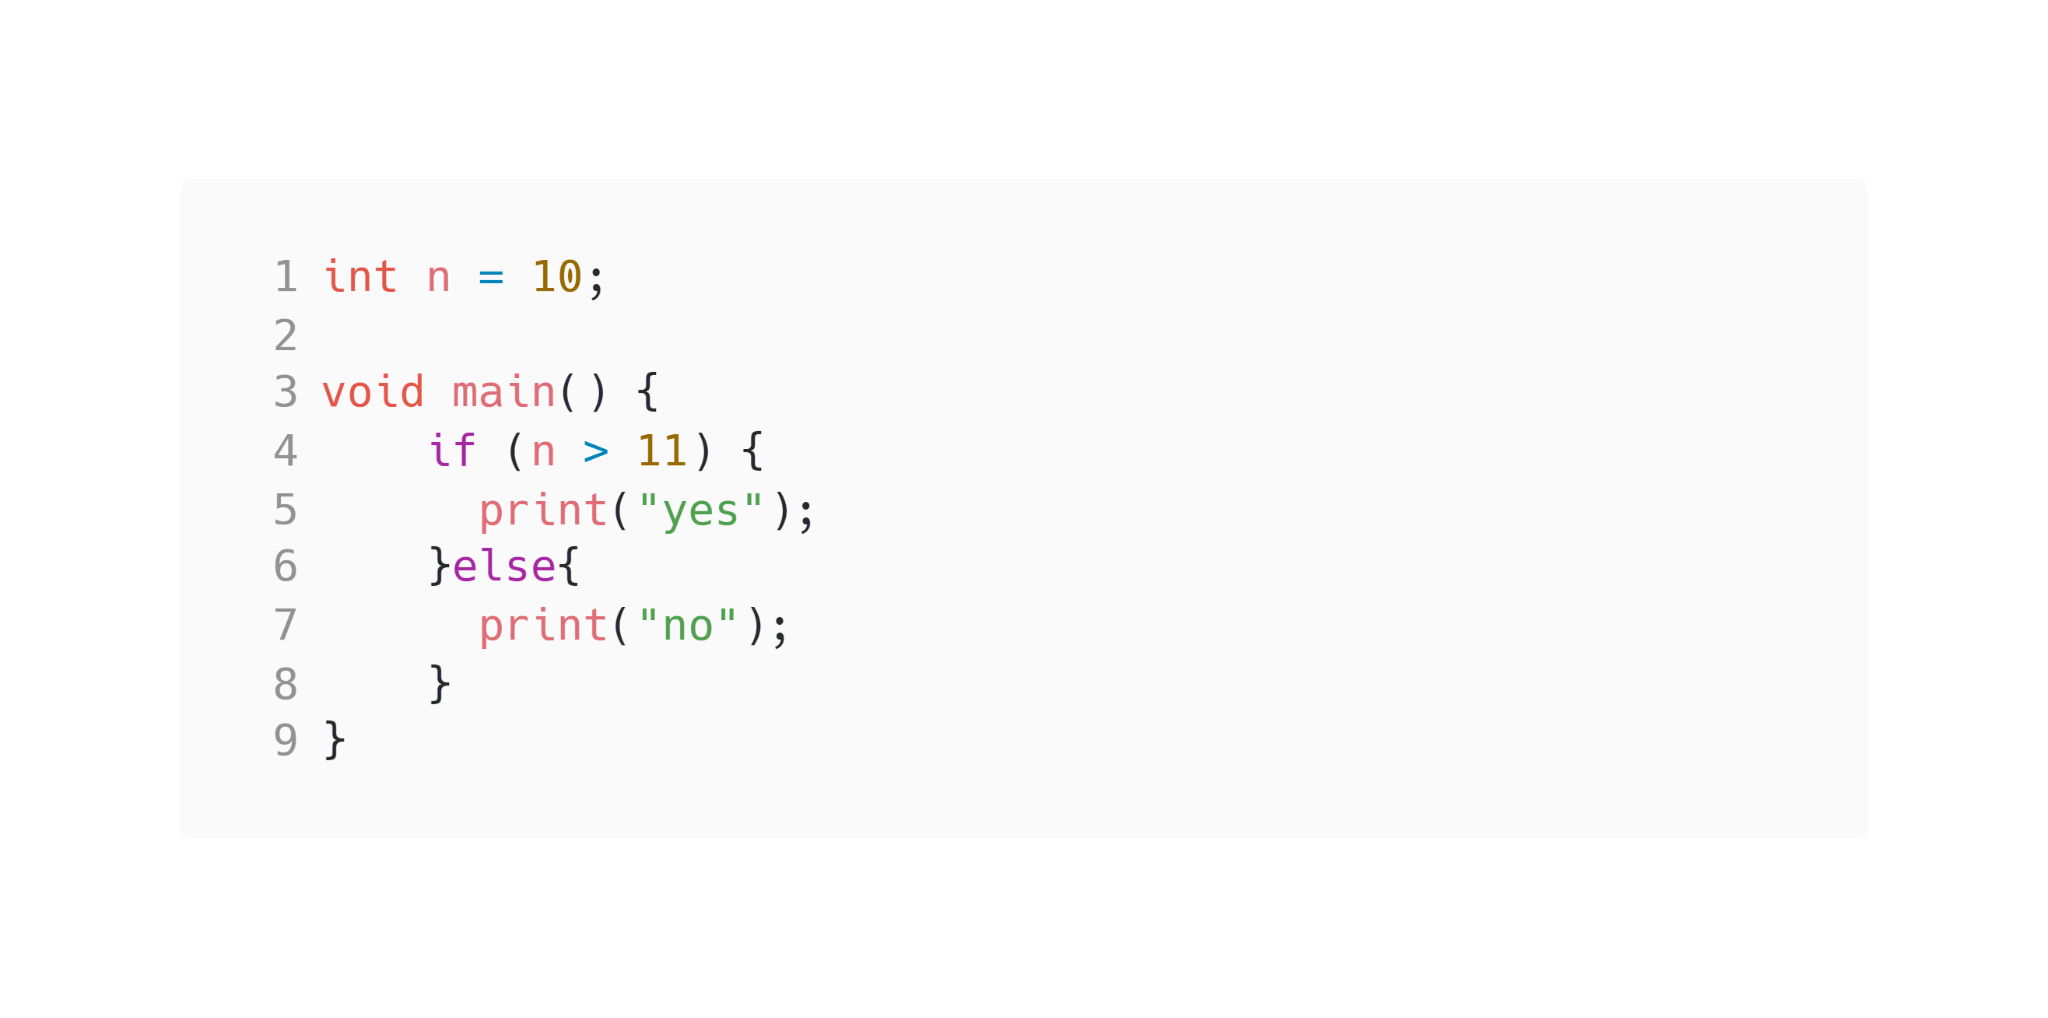 1 int n = 10;
2
3 void main() {
4     if (n > 11) {
5       print("yes");
6     }else{
7       print("no");
8     }
9 }